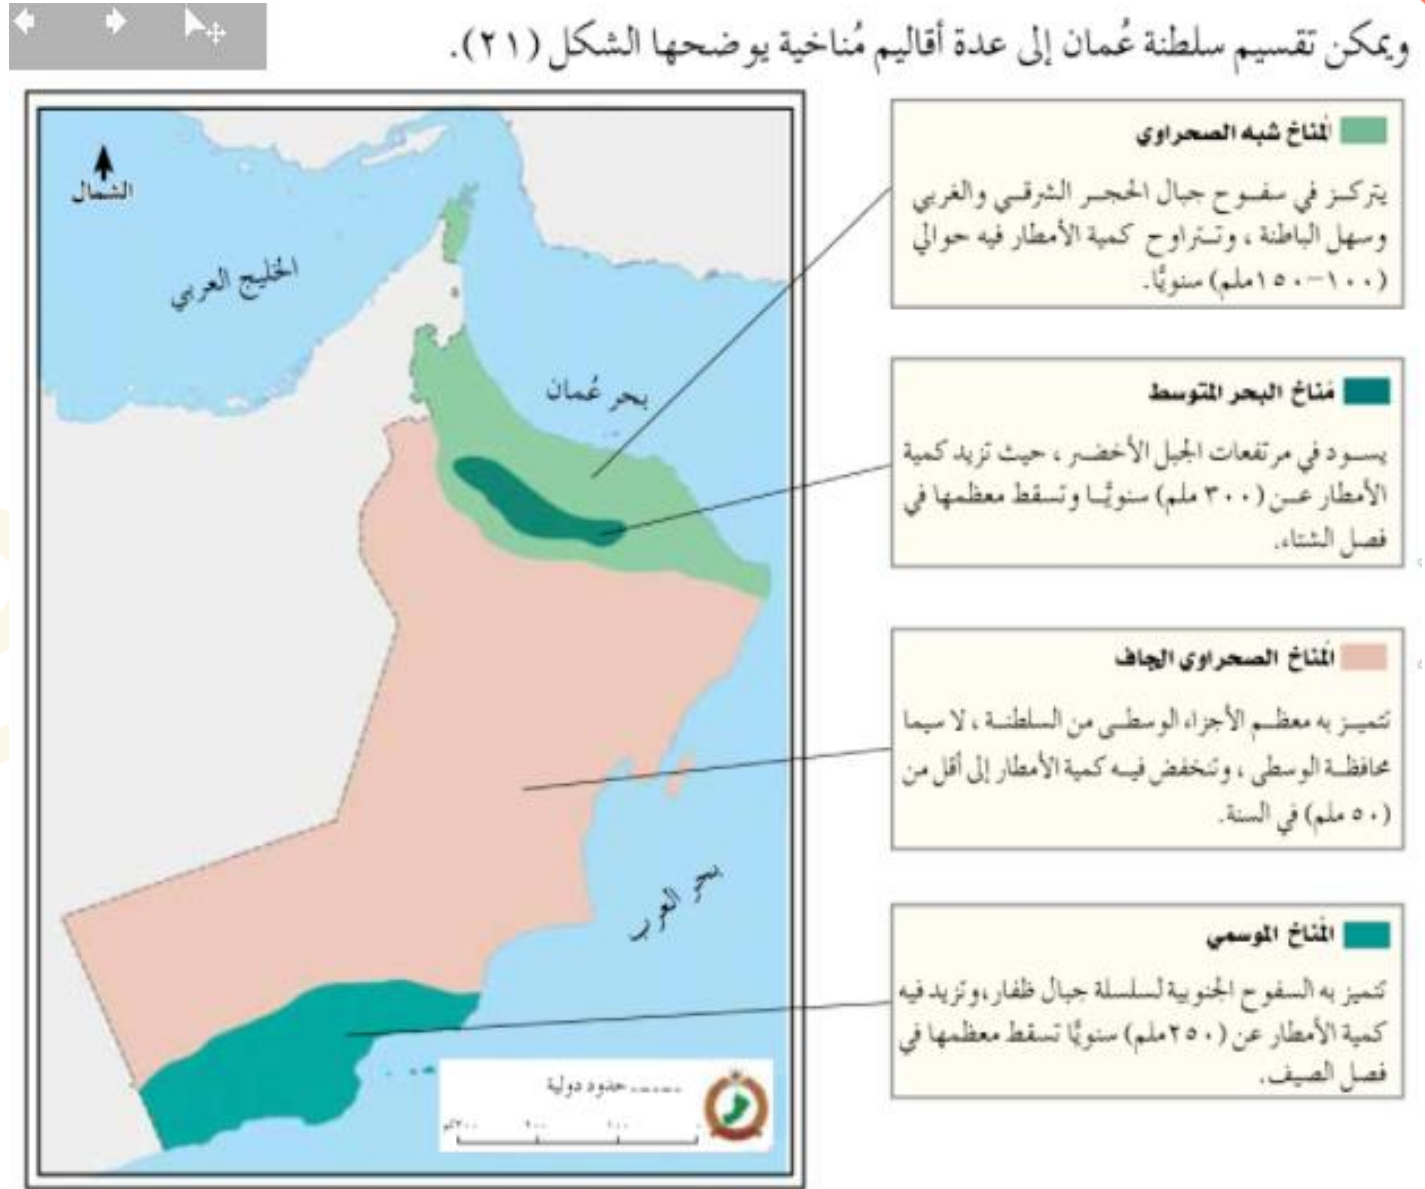 ويمكن تقسيم سلطنة عُمان إلى عدة أقاليم مُناخية يوضحها الشكل (٢١).
المُناخ شبه الصحراوي
يتركز في سفوح جبال الحجر الشرقي والغربي
وسهل الباطنة، وتتراوح كمية الأمطار فيه حوالي
(١٠٠-١٥٠ملم) سنويًّا.
مُناخ البحر المتوسط
يسود في مرتفعات الجبل الأخضر، حيث تزيد كمية
الأمطار عن (٣٠٠ ملم) سنويًّا وتسقط معظمها في
فصل الشتاء.
المُناخ الصحراوي الجاف
تتميز به معظم الأجزاء الوسطى من السلطنة، لا سيما
محافظة الوسطى، وتنخفض فيه كمية الأمطار إلى أقل من
(٥٠ ملم) في السنة.
المُناخ الموسمي
تتميز به السفوح الجنوبية لسلسلة جبال ظفار، وتزيد فيه
كمية الأمطار عن (٢٥٠ملم) سنويًّا تسقط معظمها في
فصل الصيف.
الشمال
الخليج العربي
بحر عُمان
بحر العرب
حدود دولية